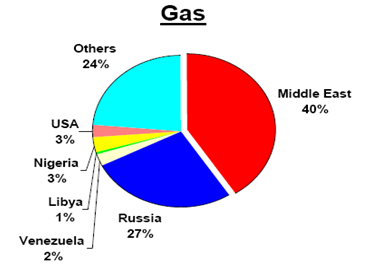 Gas
Others
24%
Middle East
40%
USA
3%
Nigeria
3%
Libya
1%
Venezuela
2%
Russia
27%